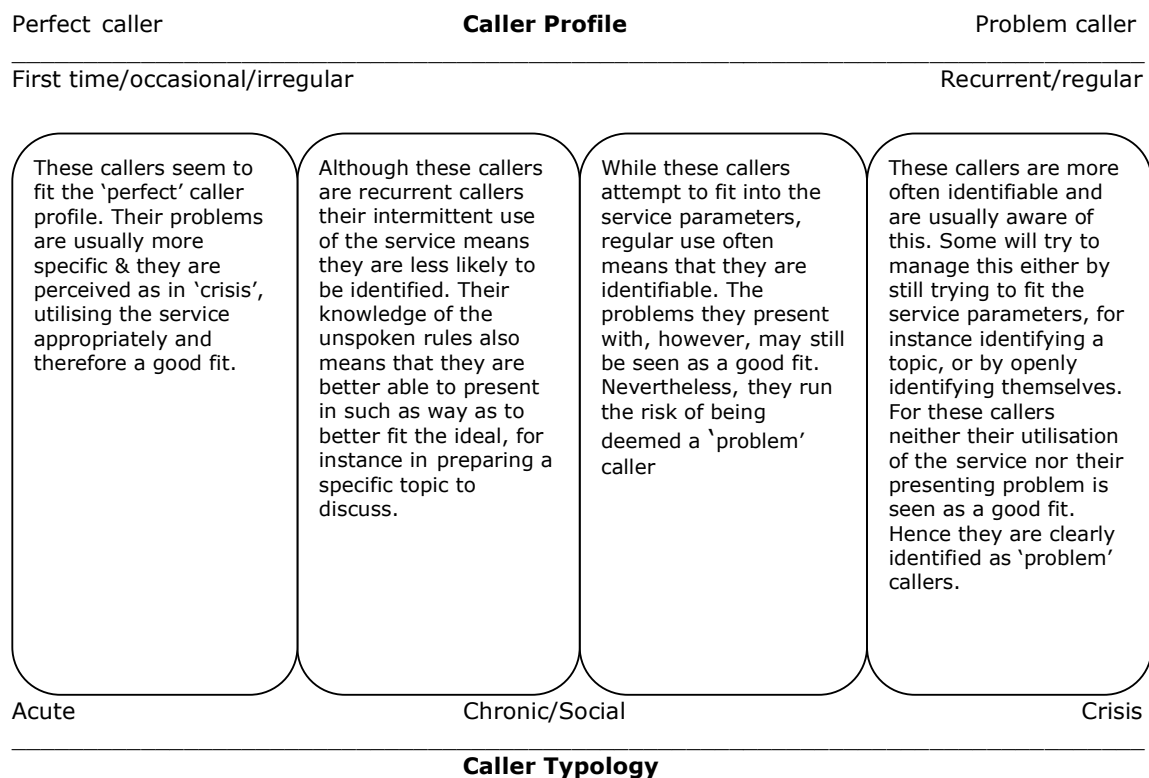 Perfect caller Caller Profile Problem caller
First time/occasional/irregular Recurrent/regular
These callers seem to
fit the ‘perfect’ caller
profile. Their problems
are usually more
specific & they are
perceived as in ‘crisis’,
utilising the service
appropriately and
therefore a good fit.
Although these callers
are recurrent callers
their intermittent use
of the service means
they are less likely to
be identified. Their
knowledge of the
unspoken rules also
means that they are
better able to present
in such as way as to
better fit the ideal, for
instance in preparing a
specific topic to
discuss.
While these callers
attempt to fit into the
service parameters,
regular use often
means that they are
identifiable. The
problems they present
with, however, may still
be seen as a good fit.
Nevertheless, they run
the risk of being
deemed a ‘problem’
caller
These callers are more
often identifiable and
are usually aware of
this. Some will try to
manage this either by
still trying to fit the
service parameters, for
instance identifying a
topic, or by openly
identifying themselves.
For these callers
neither their utilisation
of the service nor their
presenting problem is
seen as a good fit.
Hence they are clearly
identified as ‘problem’
callers.
Acute Chronic/Social Crisis
Caller Typology